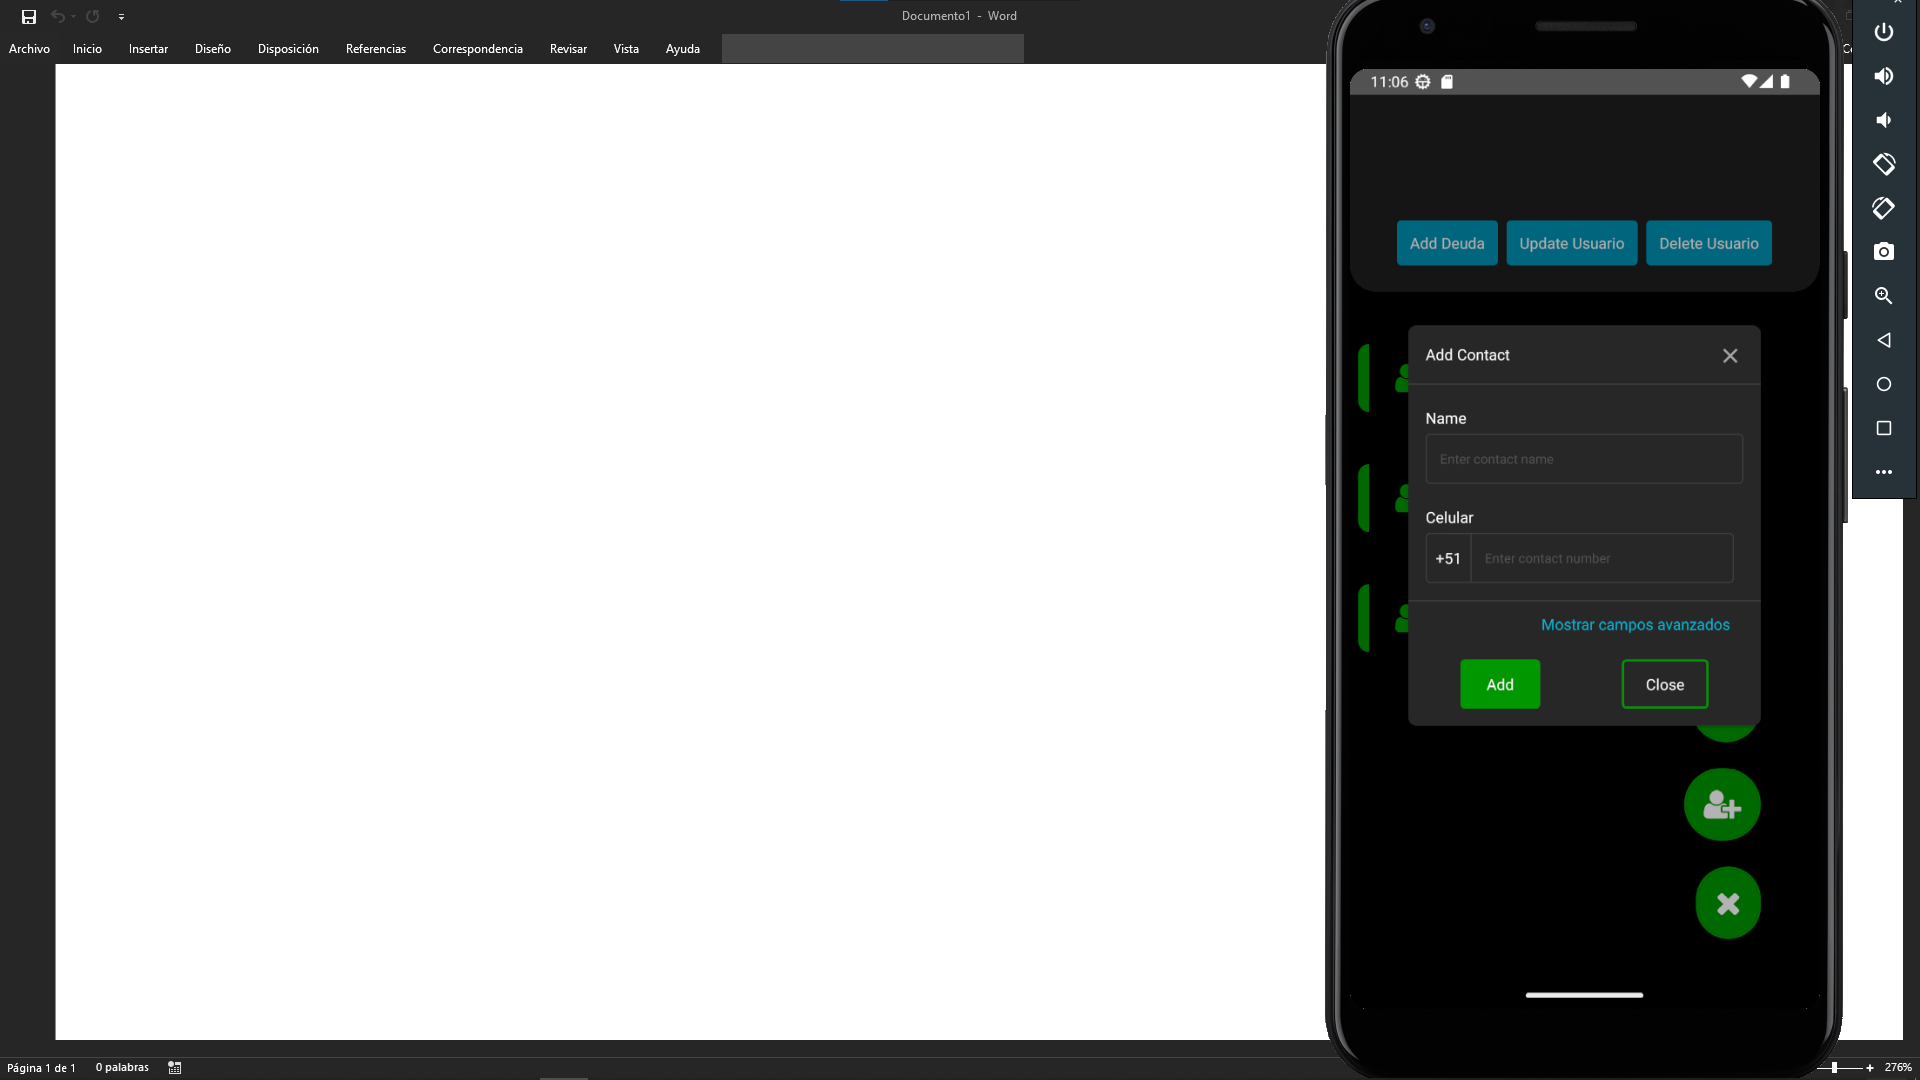 Documento1 - Word
Archivo Inicio Insertar Diseño Disposición Referencias Correspondencia Revisar Vista Ayuda
11:06
Add Deuda Update Usuario Delete Usuario
Add Contact
Name
Enter contact name
Celular
+51 Enter contact number
Mostrar campos avanzados
Add Close
Página 1 de 1 0 palabras
276%